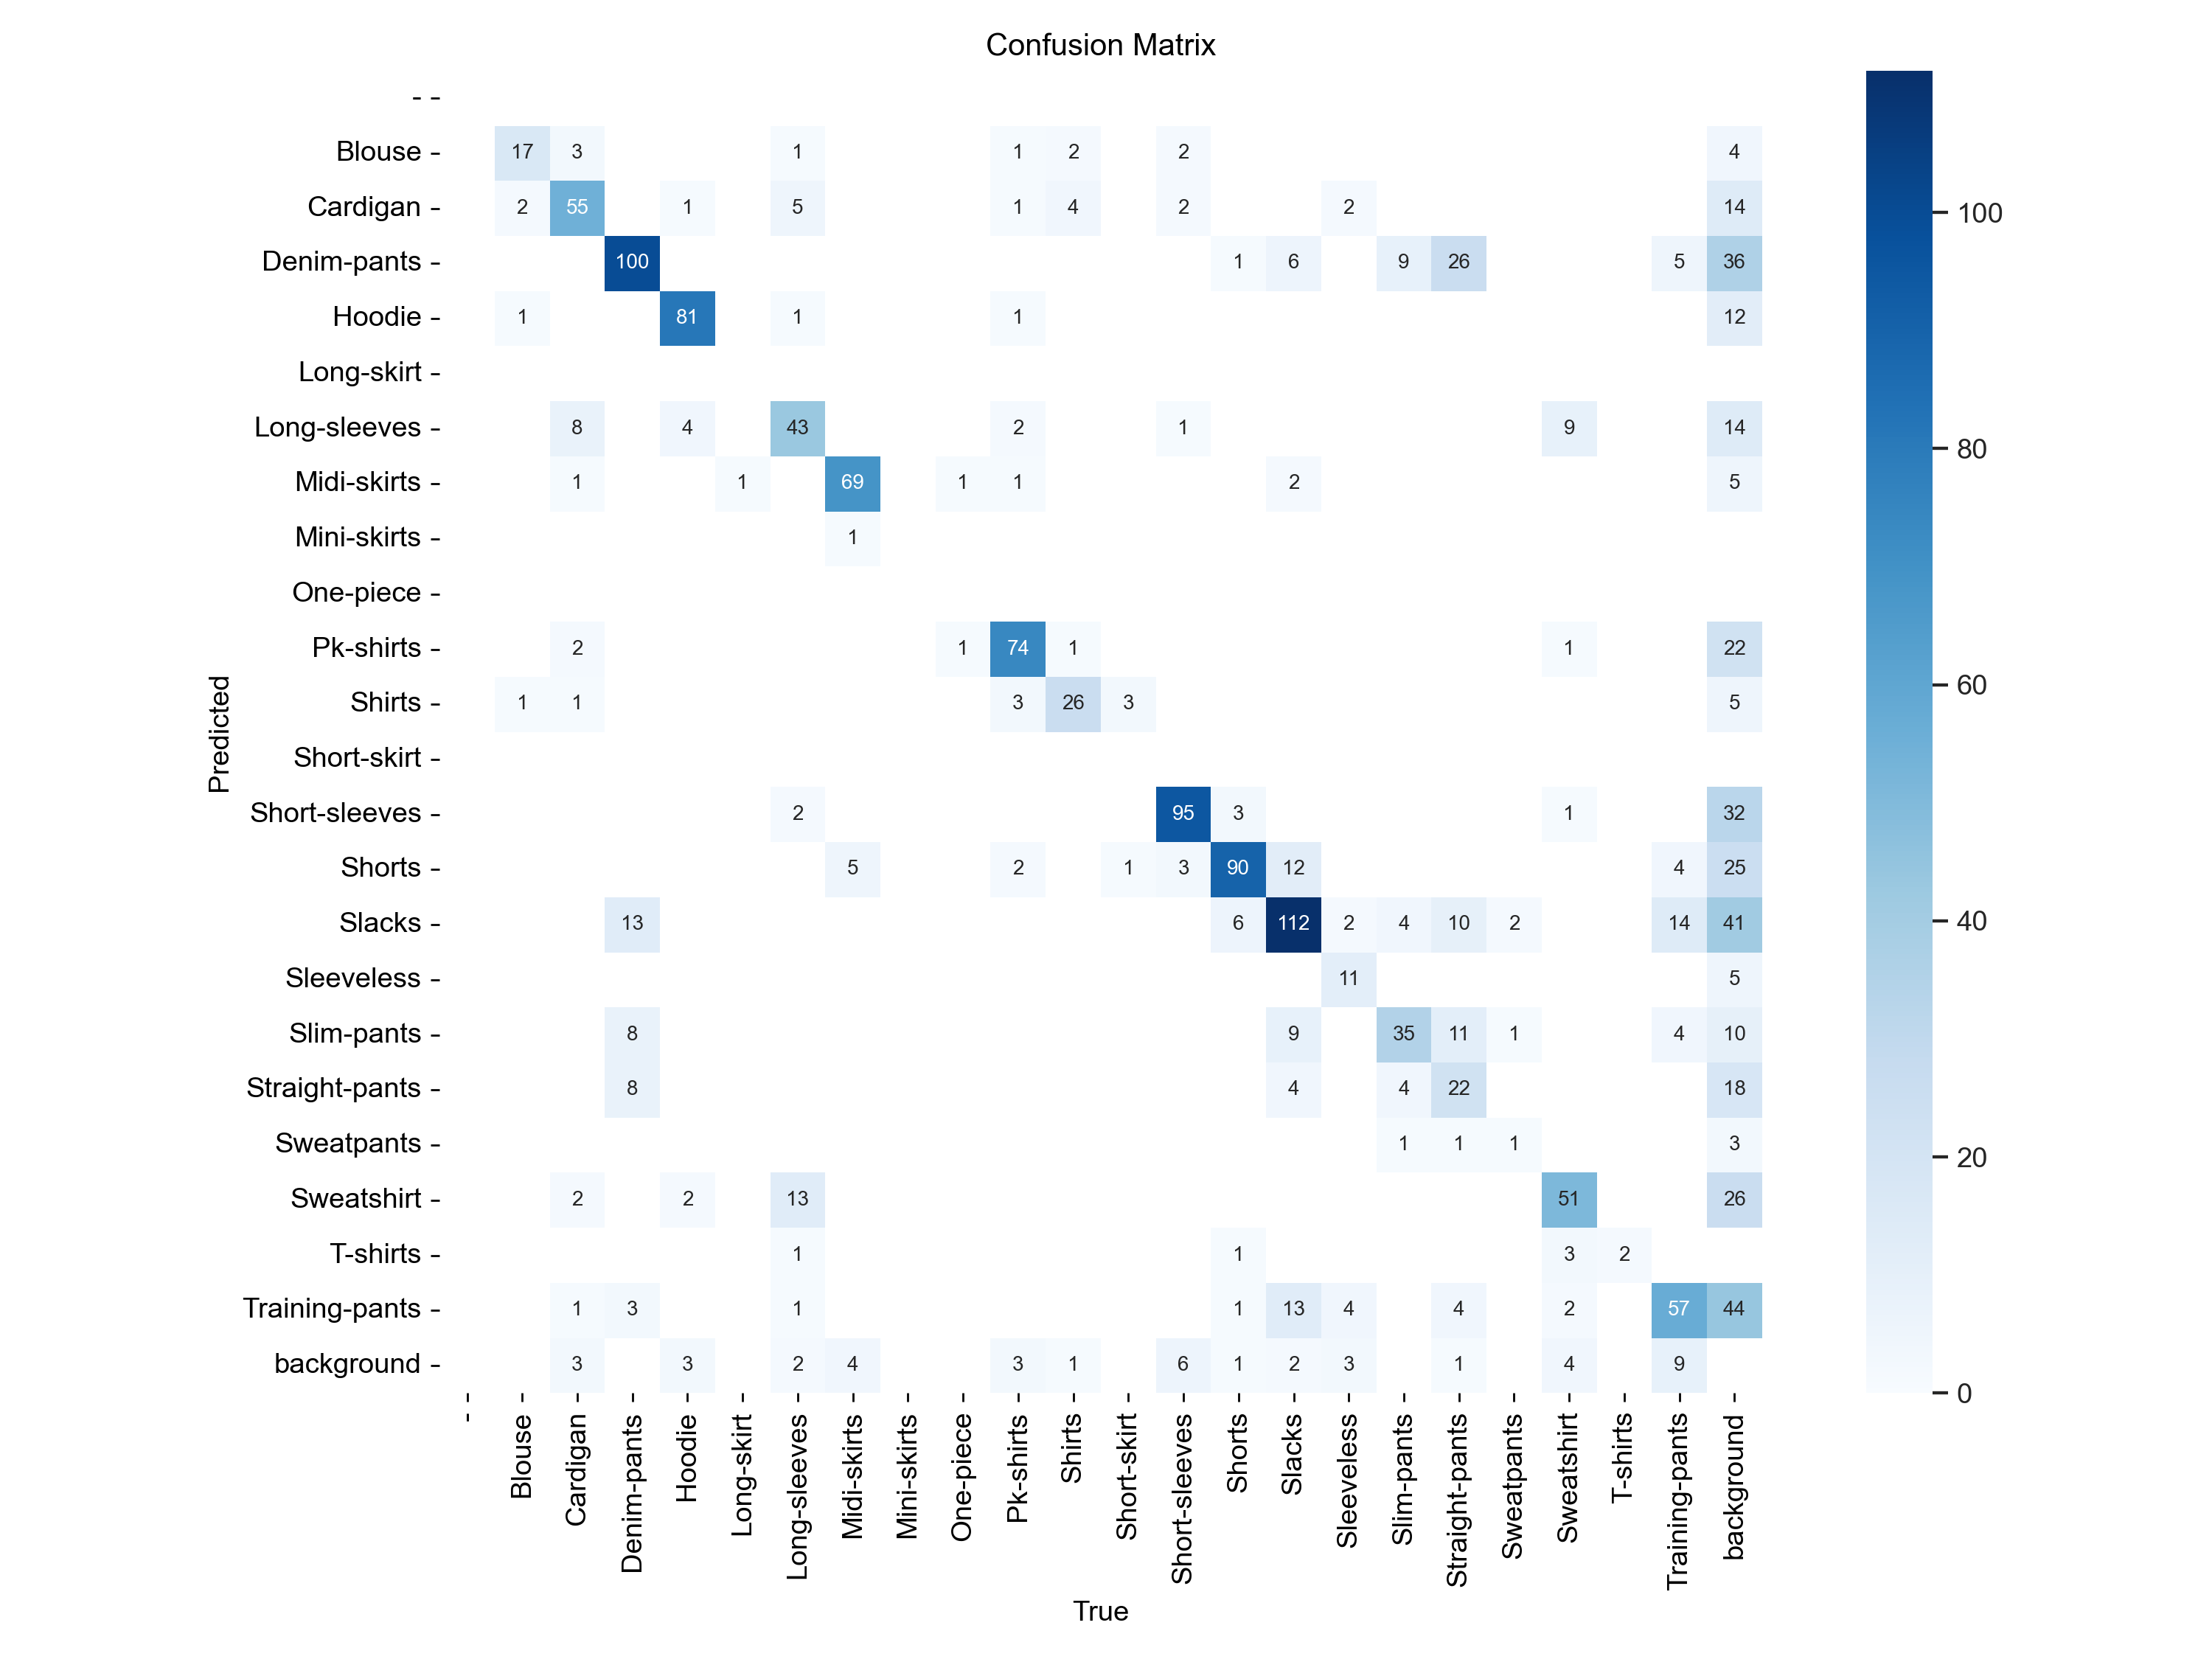 Confusion Matrix
- -
Blouse - 17 3 1 1 2 2 4
Cardigan - 2 55 1 5 1 4 2 2 14
Denim-pants - 100 1 6 9 26 5 36
Hoodie - 1 81 1 1 12
Long-skirt -
Long-sleeves - 8 4 43 2 1 9 14
Midi-skirts - 1 1 69 1 1 2 5
Mini-skirts - 1
One-piece -
Pk-shirts - 2 1 74 1 1 22
Shirts - 1 1 3 26 3 5
Short-skirt -
Short-sleeves - 2 95 3 1 32
Shorts - 5 2 1 3 90 12 4 25
Slacks - 13 6 112 2 4 10 2 14 41
Sleeveless - 11 5
Slim-pants - 8 9 35 11 1 4 10
Straight-pants - 8 4 4 22 18
Sweatpants - 1 1 1 3
Sweatshirt - 2 2 13 51 26
T-shirts - 1 1 3 2
Training-pants - 1 3 1 1 13 4 4 2 57 44
background - 3 3 2 4 3 1 6 1 2 3 1 4 9
Predicted
-
Blouse
Cardigan
Denim-pants
Hoodie
Long-skirt
Long-sleeves
Midi-skirts
Mini-skirts
One-piece
Pk-shirts
Shirts
Short-skirt
Short-sleeves
Shorts
Slacks
Sleeveless
Slim-pants
Straight-pants
Sweatpants
Sweatshirt
T-shirts
Training-pants
background
True
100
80
60
40
20
0